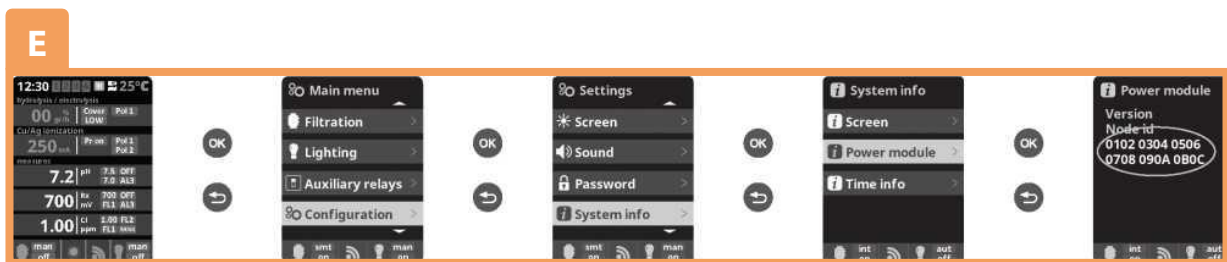 E
12:30 25°C
hydrolysis / electrolysis
00 % gr/h Cover LOW Pol 1
Cu/Ag ionization
250 mA Pr on Pol 1 Pol 2
measures
7.2 pH 7.5 OFF 7.0 AL3
700 Rx mV 700 OFF FL1 AL3
1.00 Cl ppm 1.00 FL2 FL1
man off man off
OK
Main menu
Filtration
Lighting
Auxiliary relays
Configuration
smt on man on
OK
Settings
Screen
Sound
Password
System info
smt on man on
OK
System info
Screen
Power module
Time info
int on aut off
OK
Power module
Version
Node id
0102 0304 0506
0708 090A 0B0C
int on aut off